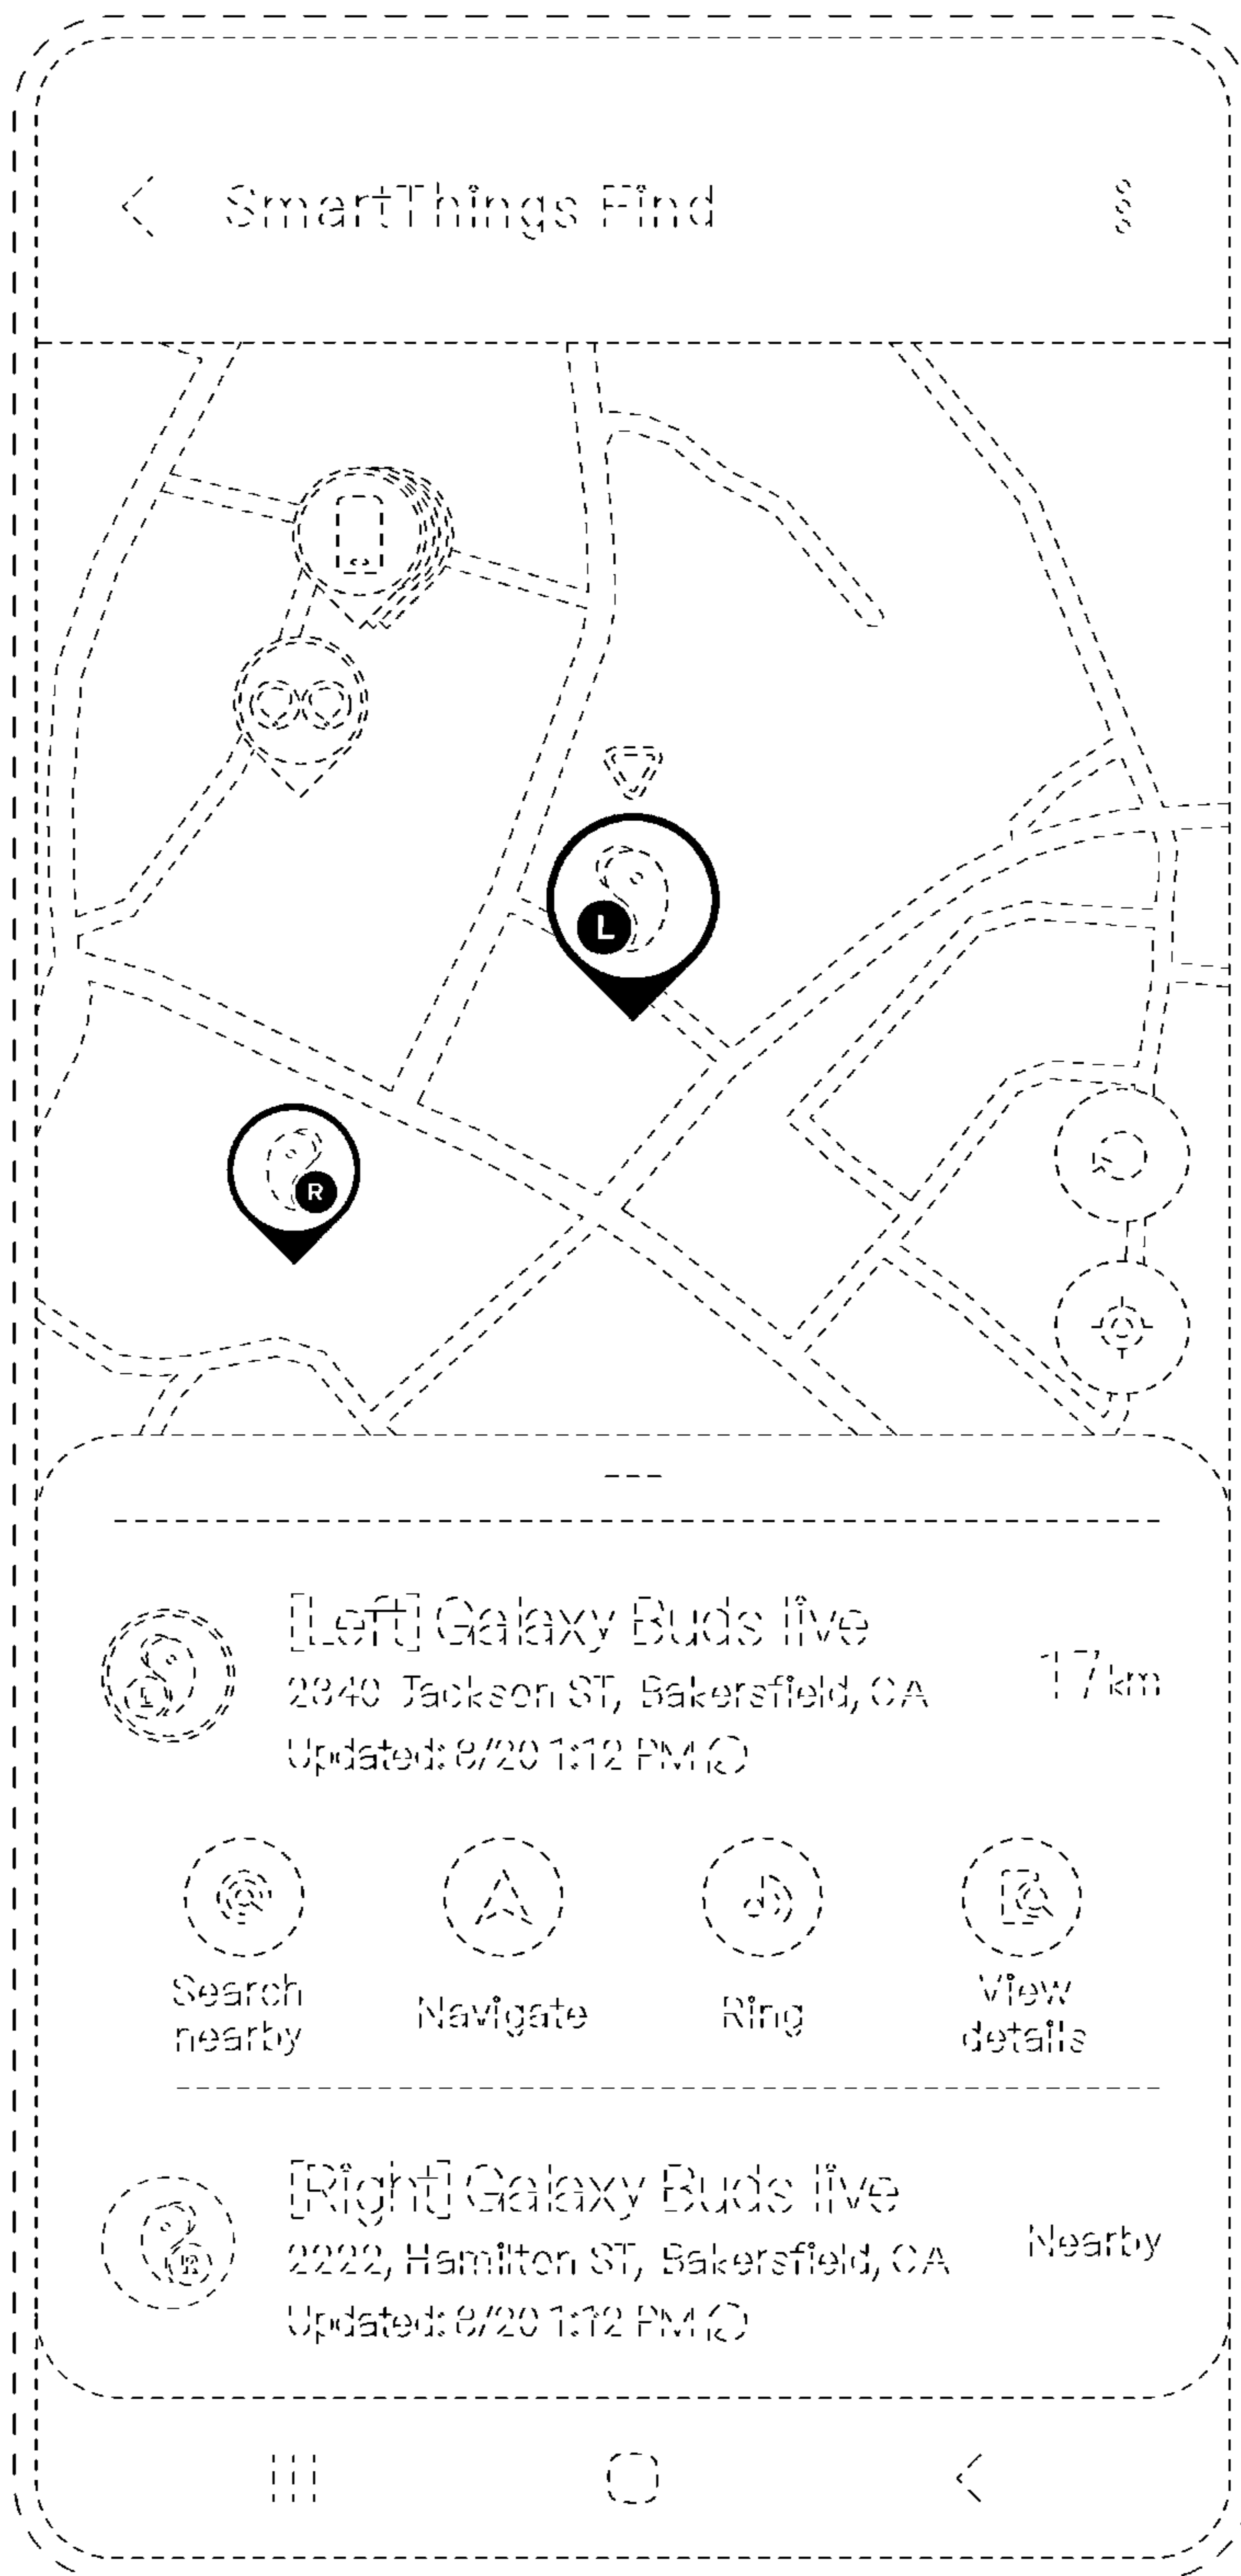 SmartThings Find
L
R
[Left] Galaxy Buds live
2340 Jackson ST, Bakersfield, CA
17km
Updated: 8/20 1:12 PM
L
Search nearby
Navigate
Ring
View details
[Right] Galaxy Buds live
2222, Hamilton ST, Bakersfield, CA
Nearby
Updated: 8/20 1:12 PM
R